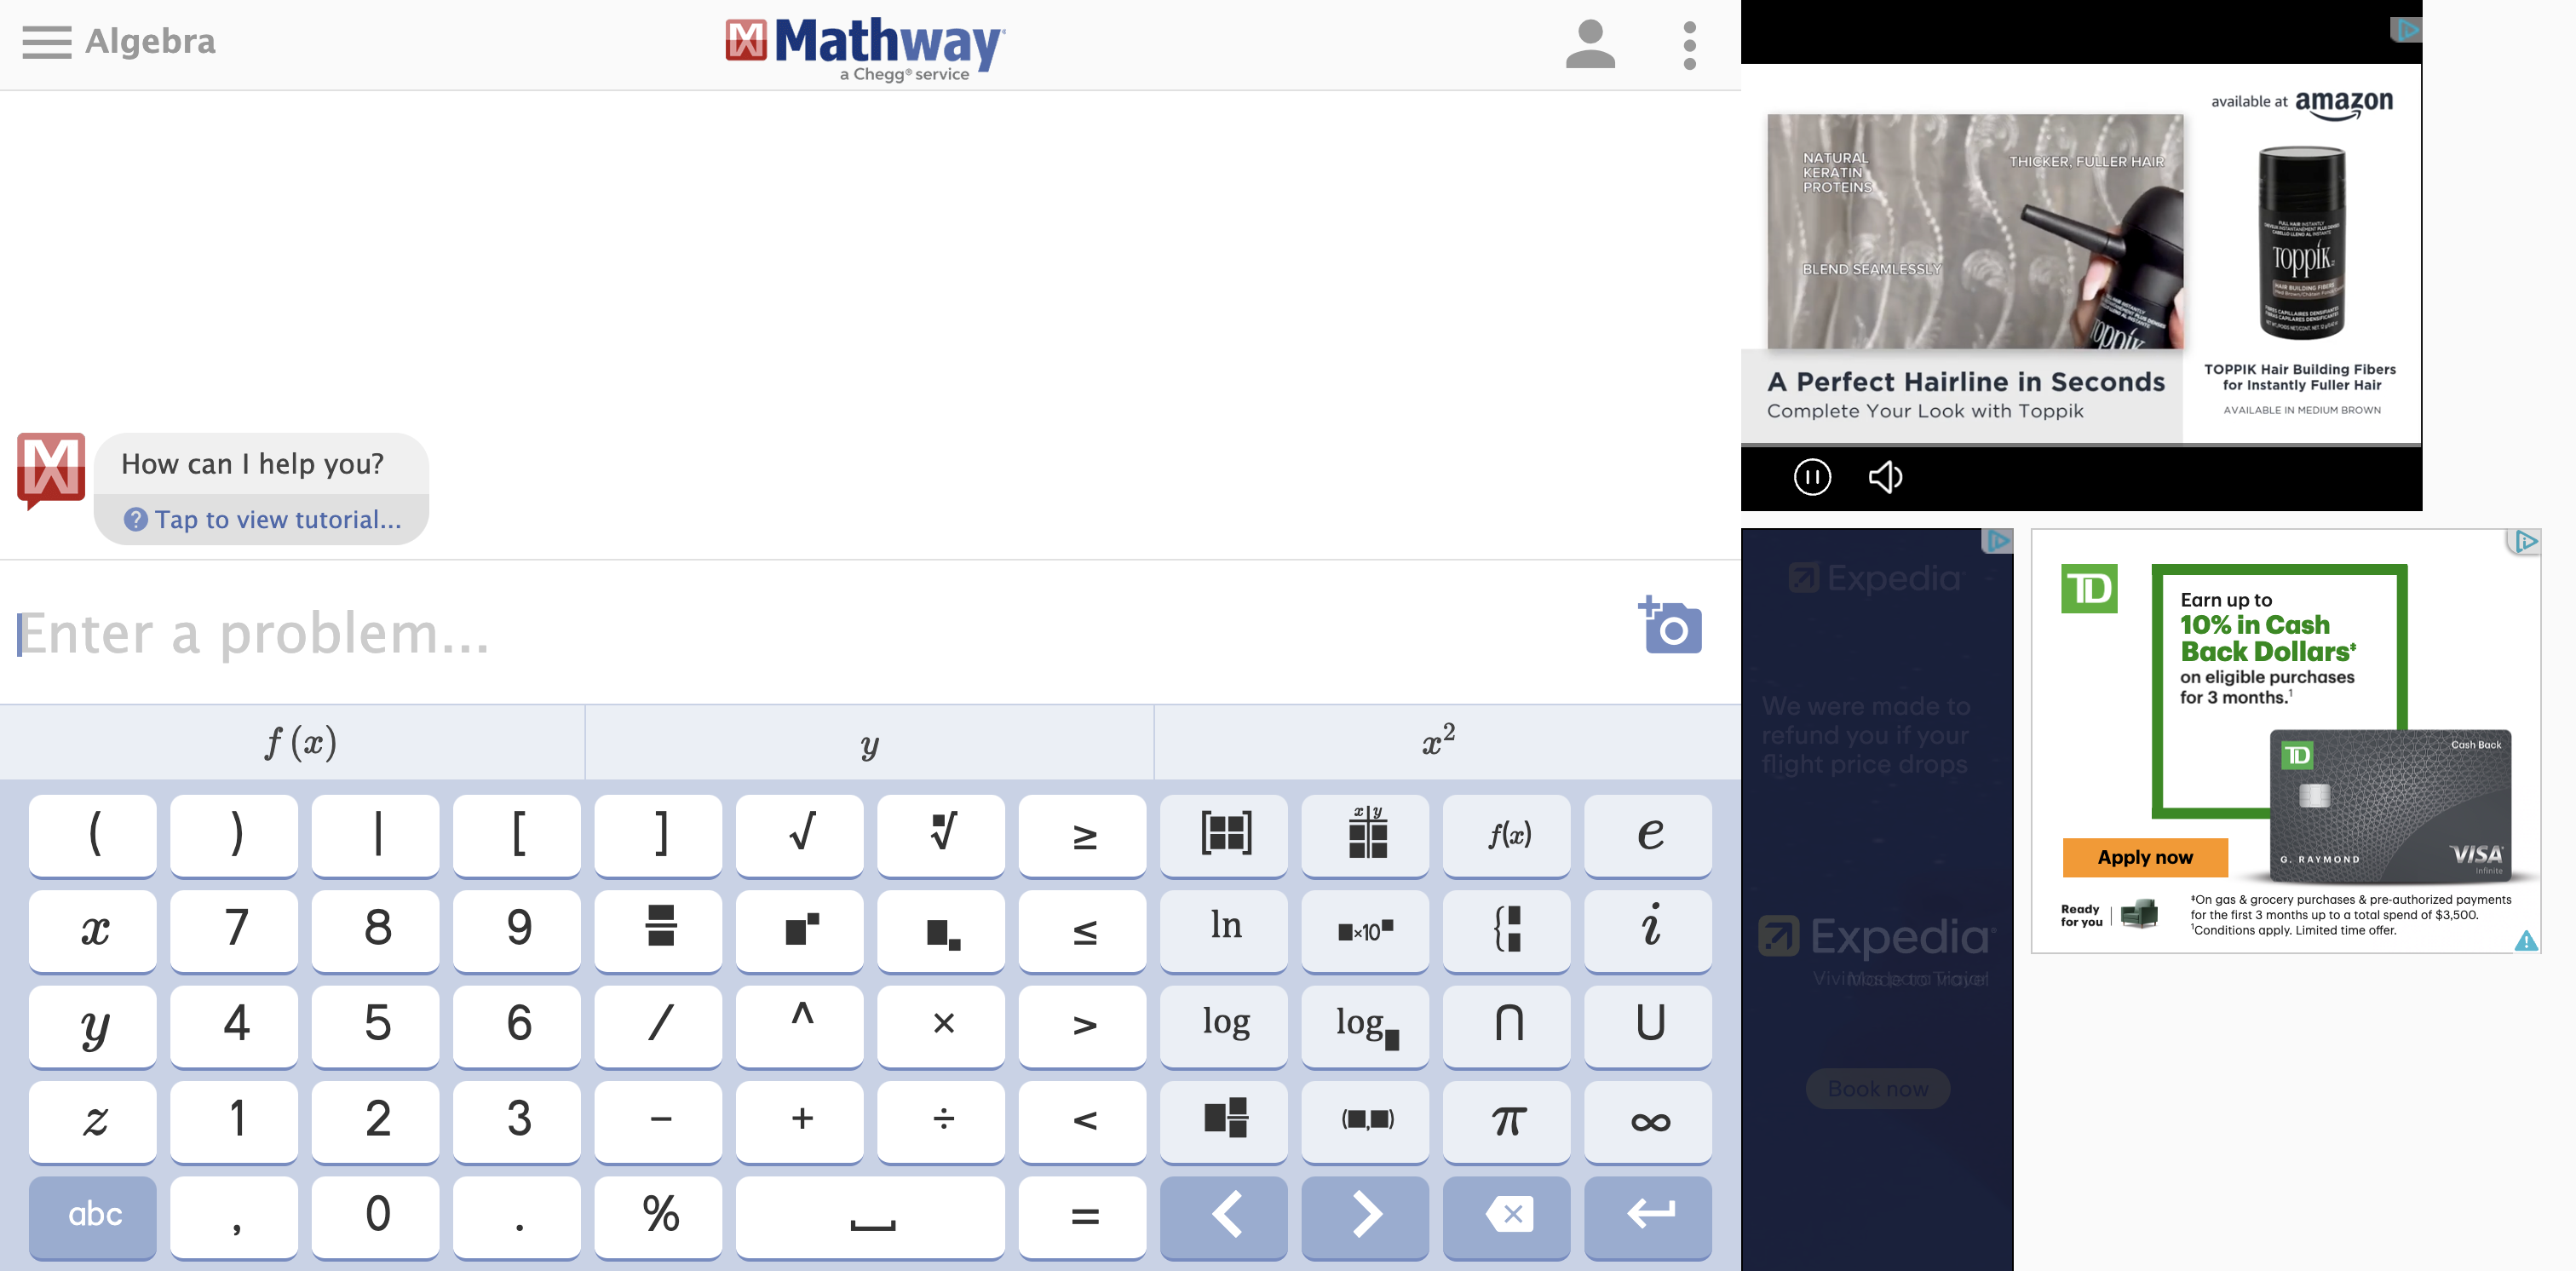 Algebra
Mathway
a Chegg® service
How can I help you?
? Tap to view tutorial...
Enter a problem...
f (x)
y
x²
( ) | [ ] √ ∛ ≥ f(x) e
x 7 8 9 ≤ ln ×10 { i
y 4 5 6 / ^ × > log log ∩ ∪
z 1 2 3 − + ÷ < (,) π ∞
abc , 0 . % =
available at amazon
NATURAL
KERATIN
PROTEINS
THICKER, FULLER HAIR
BLEND SEAMLESSLY
Toppik
Toppik
HAIR BUILDING FIBERS
A Perfect Hairline in Seconds
Complete Your Look with Toppik
TOPPIK Hair Building Fibers
for Instantly Fuller Hair
AVAILABLE IN MEDIUM BROWN
Expedia
We were made to
refund you if your
flight price drops
Expedia
Book now
TD
Earn up to
10% in Cash
Back Dollars‡
on eligible purchases
for 3 months.¹
TD
Cash Back
G. RAYMOND
VISA
Infinite
Apply now
Ready
for you
‡On gas & grocery purchases & pre-authorized payments
for the first 3 months up to a total spend of $3,500.
¹Conditions apply. Limited time offer.